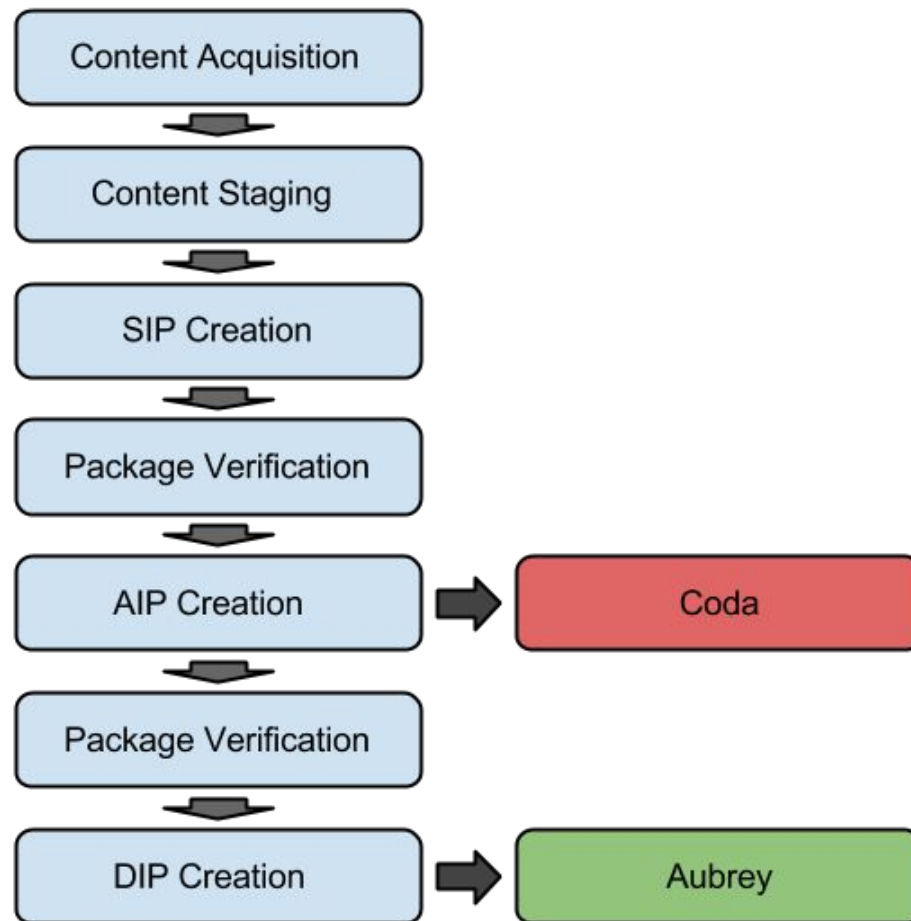 Content Acquisition
Content Staging
SIP Creation
Package Verification
AIP Creation
Coda
Package Verification
DIP Creation
Aubrey